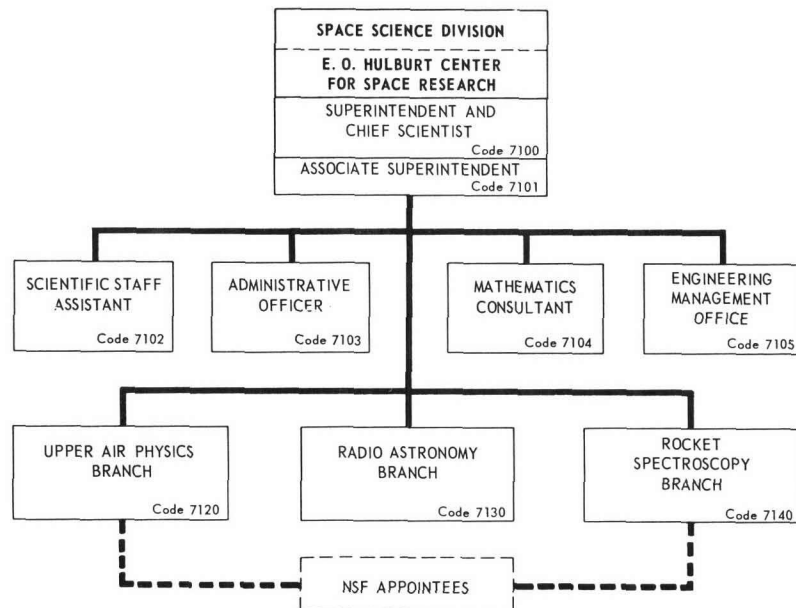 SPACE SCIENCE DIVISION
E. O. HULBURT CENTER
FOR SPACE RESEARCH
SUPERINTENDENT AND
CHIEF SCIENTIST
Code 7100
ASSOCIATE SUPERINTENDENT
Code 7101
SCIENTIFIC STAFF
ASSISTANT
Code 7102
ADMINISTRATIVE
OFFICER
Code 7103
MATHEMATICS
CONSULTANT
Code 7104
ENGINEERING
MANAGEMENT
OFFICE
Code 7105
UPPER AIR PHYSICS
BRANCH
Code 7120
RADIO ASTRONOMY
BRANCH
Code 7130
ROCKET
SPECTROSCOPY
BRANCH
Code 7140
NSF APPOINTEES